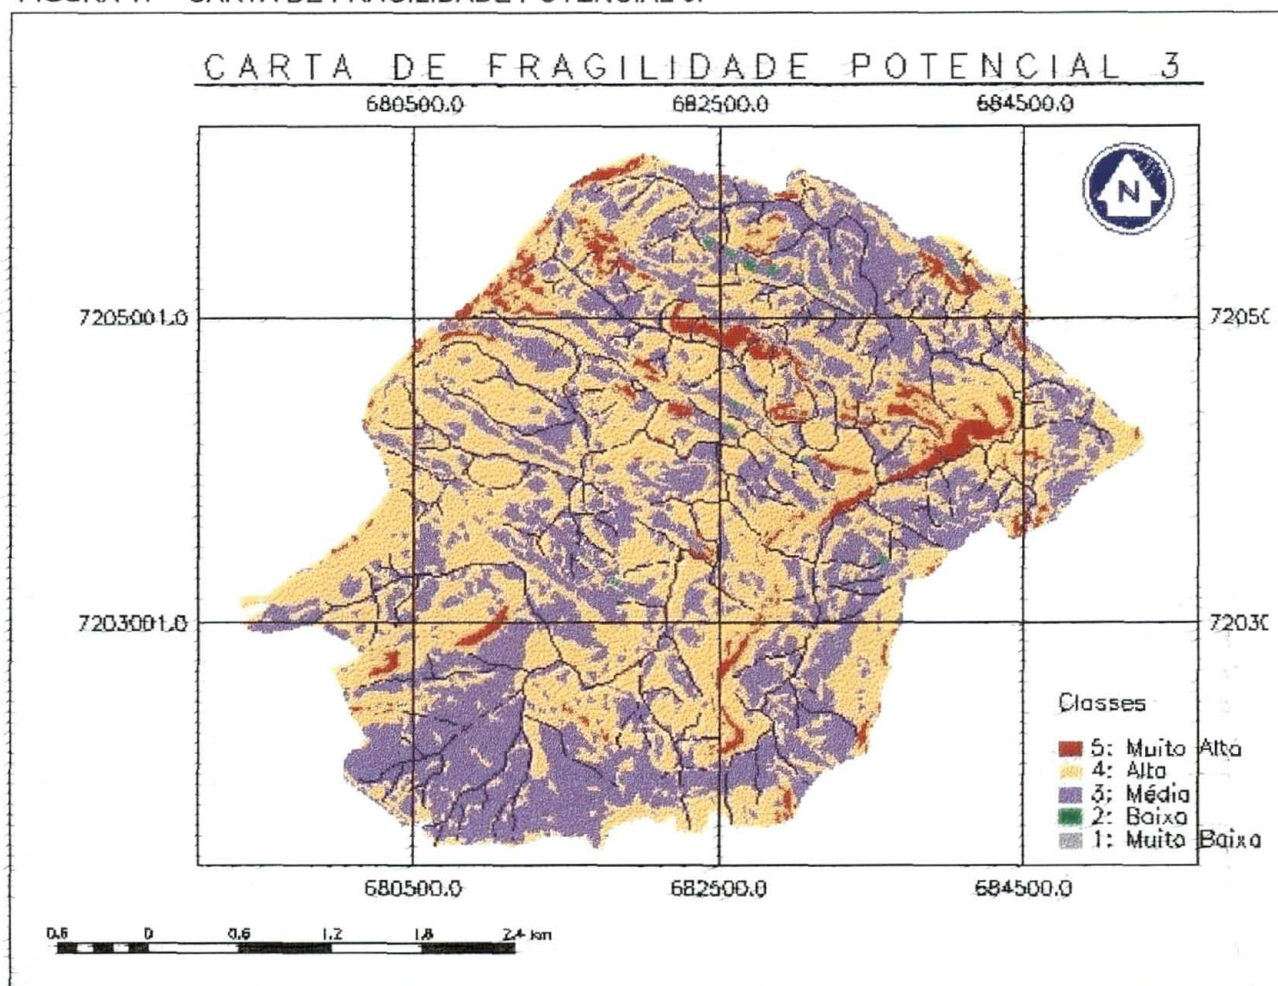 CARTA DE FRAGILIDADE POTENCIAL 3
680500.0 682500.0 684500.0
N
7205001.0 7205
7203001.0 7203
Classes
5: Muito Alta
4: Alta
3: Média
2: Baixa
1: Muito Baixa
680500.0 682500.0 684500.0
0.6 0 0.6 1.2 1.8 2.4 km